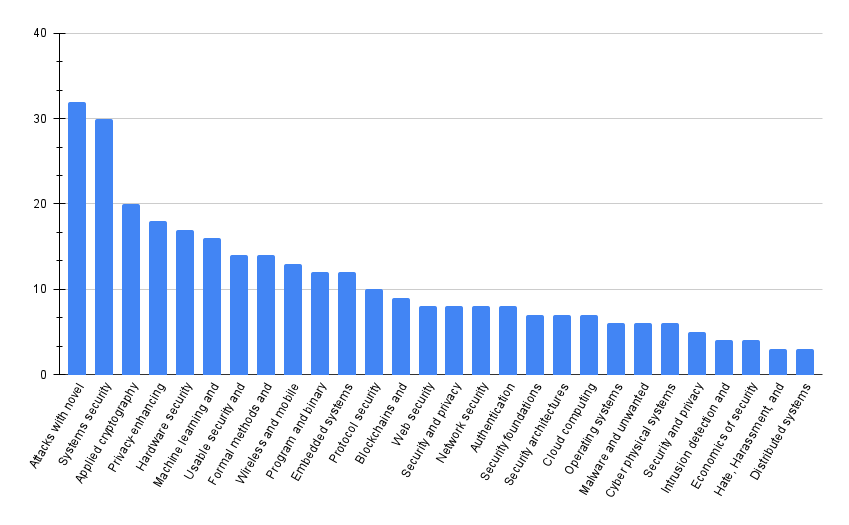 40
30
20
10
0
Attacks with novel
Systems security
Applied cryptography
Privacy-enhancing
Hardware security
Machine learning and
Usable security and
Formal methods and
Wireless and mobile
Program and binary
Embedded systems
Protocol security
Blockchains and
Web security
Security and privacy
Network security
Authentication
Security foundations
Security architectures
Cloud computing
Operating systems
Malware and unwanted
Cyber physical systems
Security and privacy
Intrusion detection and
Economics of security
Hate, Harassment, and
Distributed systems